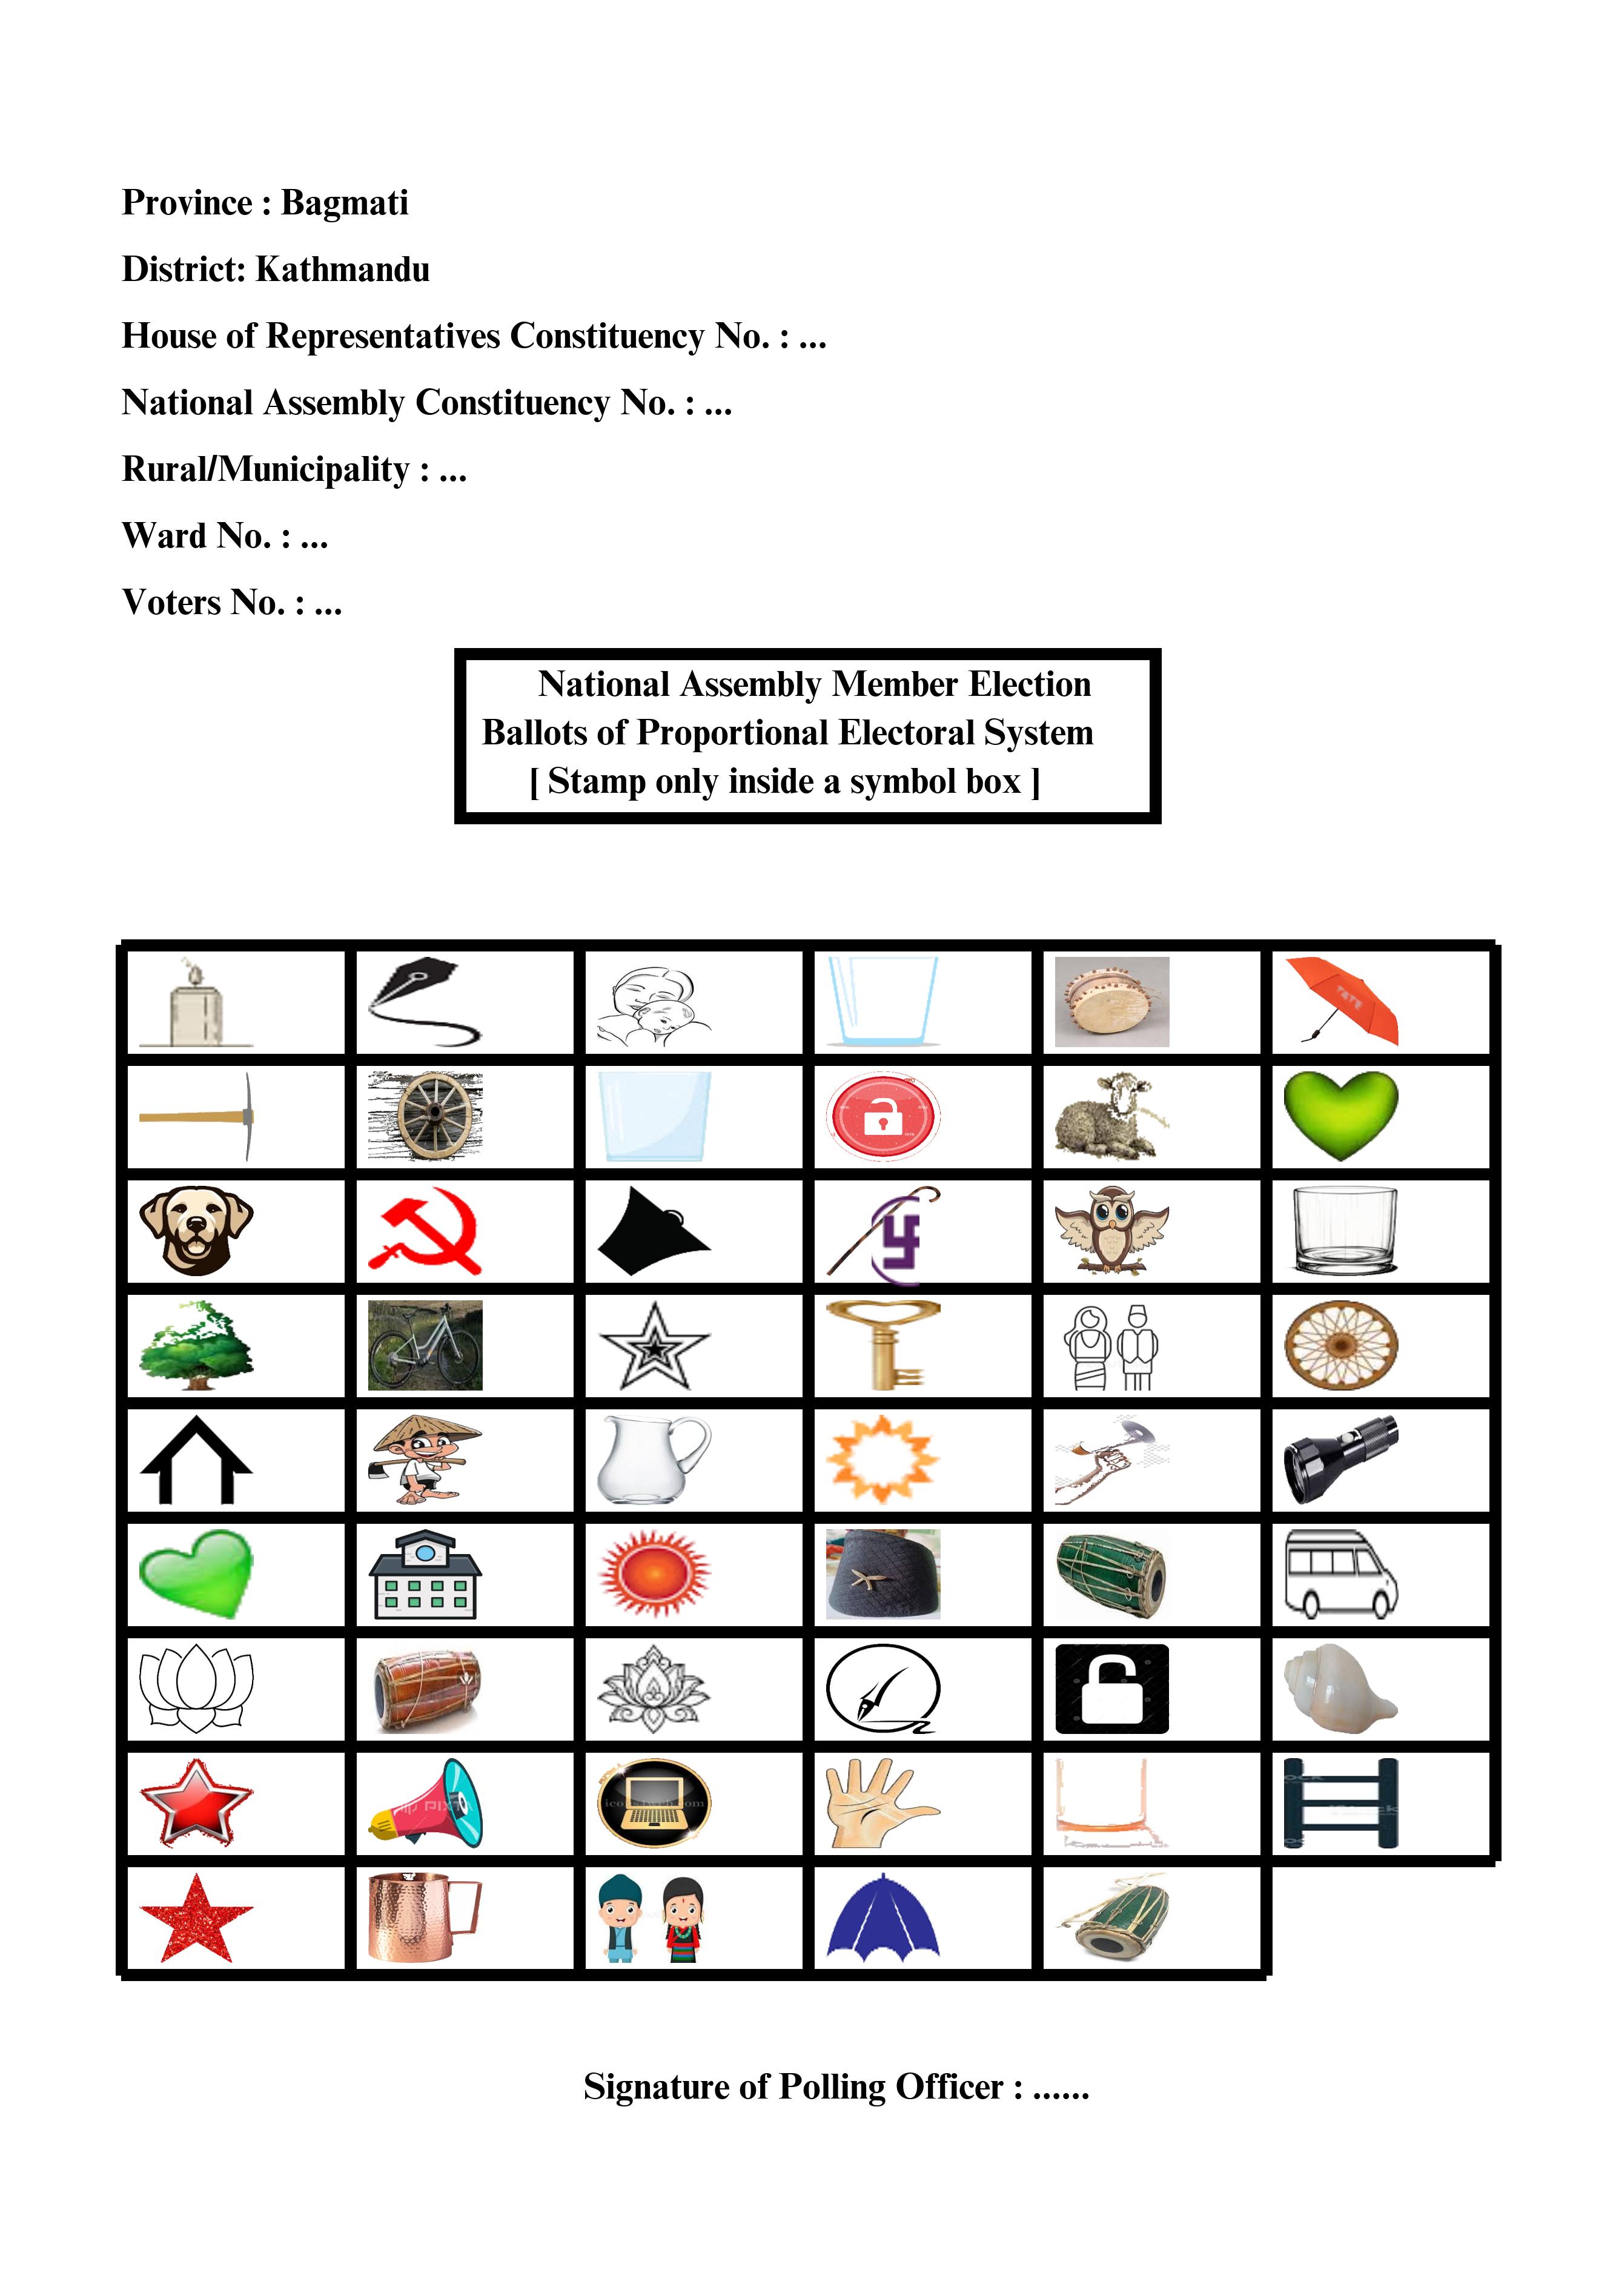 Province : Bagmati
District: Kathmandu
House of Representatives Constituency No. : ...
National Assembly Constituency No. : ...
Rural/Municipality : ...
Ward No. : ...
Voters No. : ...
National Assembly Member Election
Ballots of Proportional Electoral System
[ Stamp only inside a symbol box ]
TATE
Signature of Polling Officer : ......